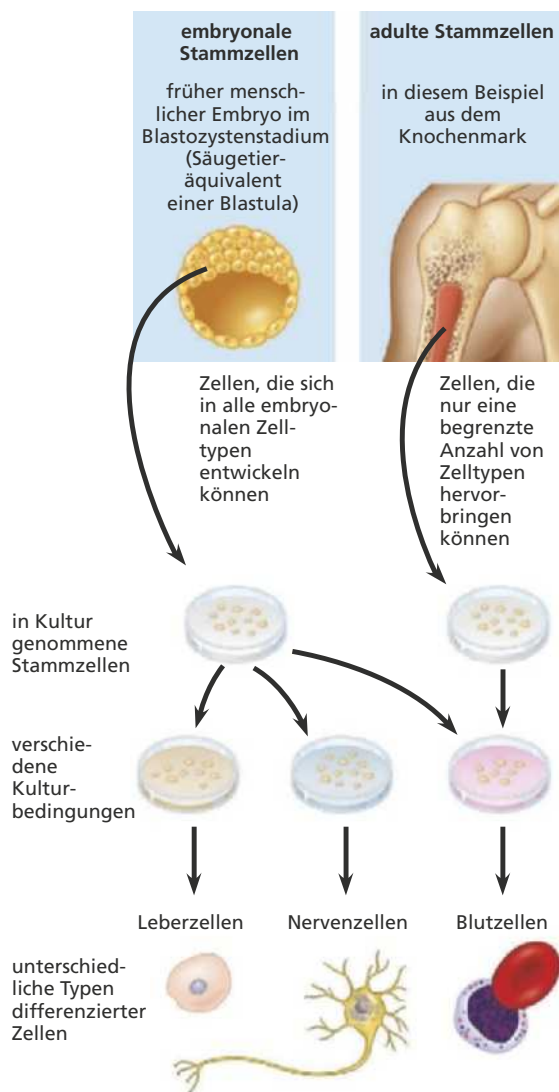 embryonale
Stammzellen
früher mensch-
licher Embryo im
Blastozystenstadium
(Säugetier-
äquivalent
einer Blastula)
adulte Stammzellen
in diesem Beispiel
aus dem
Knochenmark
Zellen, die sich
in alle embryo-
nalen Zell-
typen
entwickeln
können
Zellen, die
nur eine
begrenzte
Anzahl von
Zelltypen
hervor-
bringen
können
in Kultur
genommene
Stammzellen
verschie-
dene
Kultur-
bedingungen
Leberzellen
Nervenzellen
Blutzellen
unterschied-
liche Typen
differenzierter
Zellen